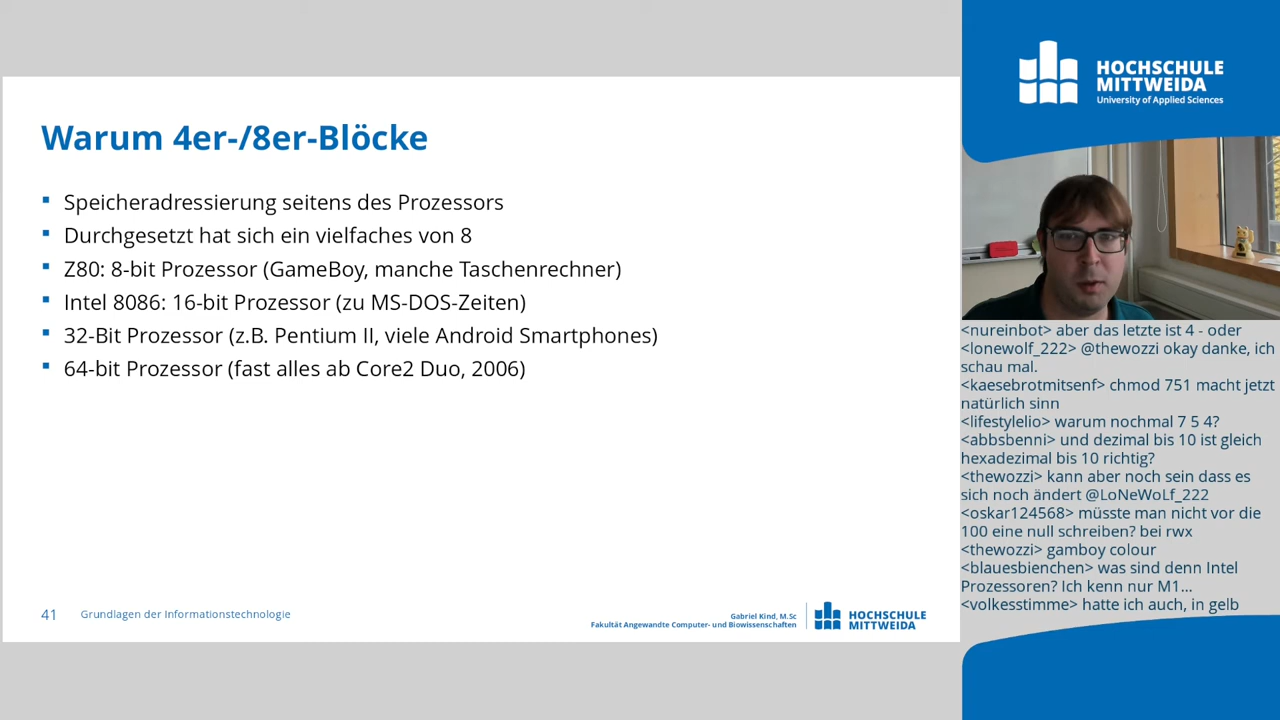 Warum 4er-/8er-Blöcke
Speicheradressierung seitens des Prozessors
Durchgesetzt hat sich ein vielfaches von 8
Z80: 8-bit Prozessor (GameBoy, manche Taschenrechner)
Intel 8086: 16-bit Prozessor (zu MS-DOS-Zeiten)
32-Bit Prozessor (z.B. Pentium II, viele Android Smartphones)
64-bit Prozessor (fast alles ab Core2 Duo, 2006)
41 Grundlagen der Informationstechnologie
Gabriel Kind, M.Sc
Fakultät Angewandte Computer- und Biowissenschaften
HOCHSCHULE
MITTWEIDA
HOCHSCHULE
MITTWEIDA
University of Applied Sciences
<nureinbot> aber das letzte ist 4 - oder
<lonewolf_222> @thewozzi okay danke, ich
schau mal.
<kaesebrotmitsenf> chmod 751 macht jetzt
natürlich sinn
<lifestylelio> warum nochmal 7 5 4?
<abbsbenni> und dezimal bis 10 ist gleich
hexadezimal bis 10 richtig?
<thewozzi> kann aber noch sein dass es
sich noch ändert @LoNeWoLf_222
<oskar124568> müsste man nicht vor die
100 eine null schreiben? bei rwx
<thewozzi> gamboy colour
<blauesbienchen> was sind denn Intel
Prozessoren? Ich kenn nur M1...
<volkesstimme> hatte ich auch, in gelb